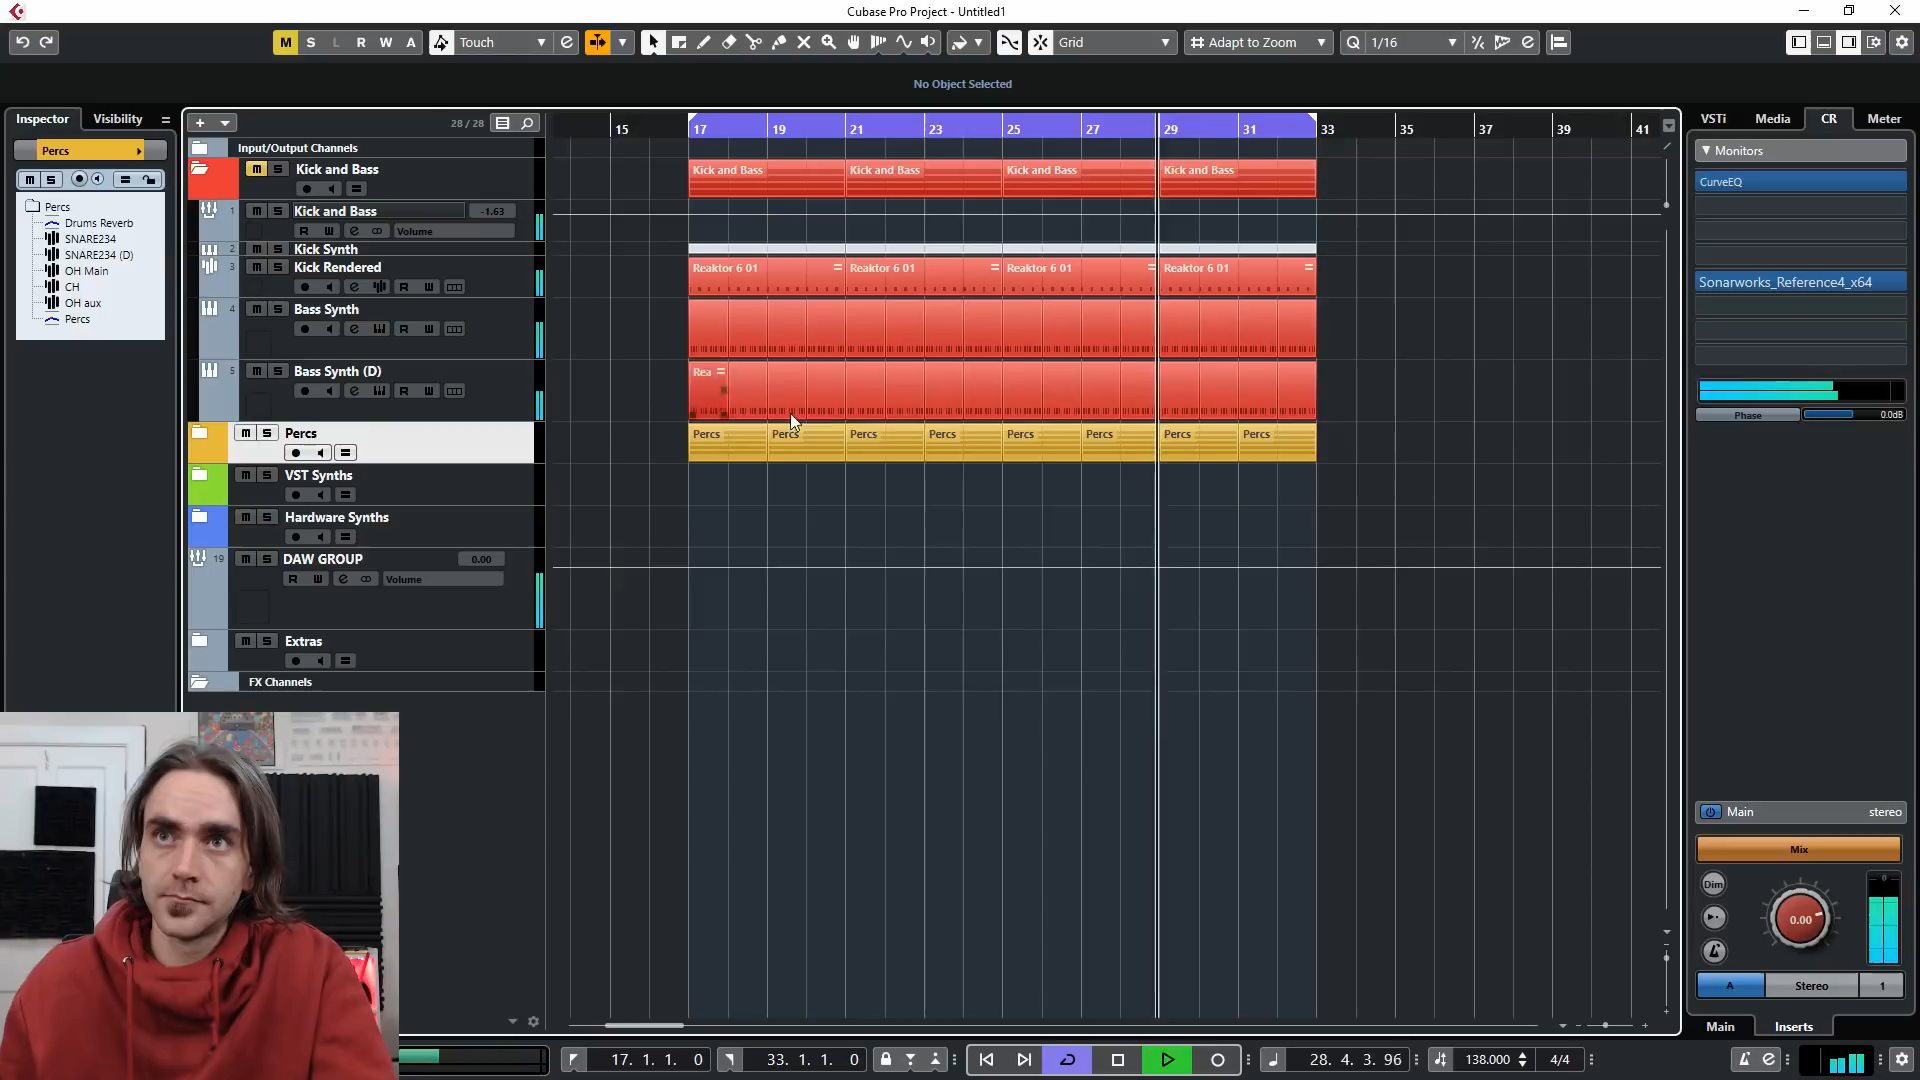 Cubase Pro Project - Untitled1
M S L R W A Touch Grid Adapt to Zoom Q 1/16
No Object Selected
Inspector Visibility
28 / 28
15 17 19 21 23 25 27 29 31 33 35 37 39 41
VSTi Media CR Meter
Percs
M S
Percs
Drums Reverb
SNARE234
SNARE234 (D)
OH Main
CH
OH aux
Percs
Input/Output Channels
M S Kick and Bass
1 M S Kick and Bass -1.63
R W e Volume
2 M S Kick Synth
3 M S Kick Rendered
e R W
4 M S Bass Synth
e R W
5 M S Bass Synth (D)
e R W
M S Percs
M S VST Synths
M S Hardware Synths
19 M S DAW GROUP 0.00
R W e Volume
M S Extras
FX Channels
Kick and Bass Kick and Bass Kick and Bass Kick and Bass
Reaktor 6 01 Reaktor 6 01 Reaktor 6 01 Reaktor 6 01
Rea
Percs Percs Percs Percs Percs Percs Percs Percs
Monitors
CurveEQ
Sonarworks_Reference4_x64
Phase 0.0dB
Main stereo
Mix
Dim
0.00
0
A Stereo 1
Main Inserts
17. 1. 1. 0 33. 1. 1. 0 28. 4. 3. 96 138.000 4/4